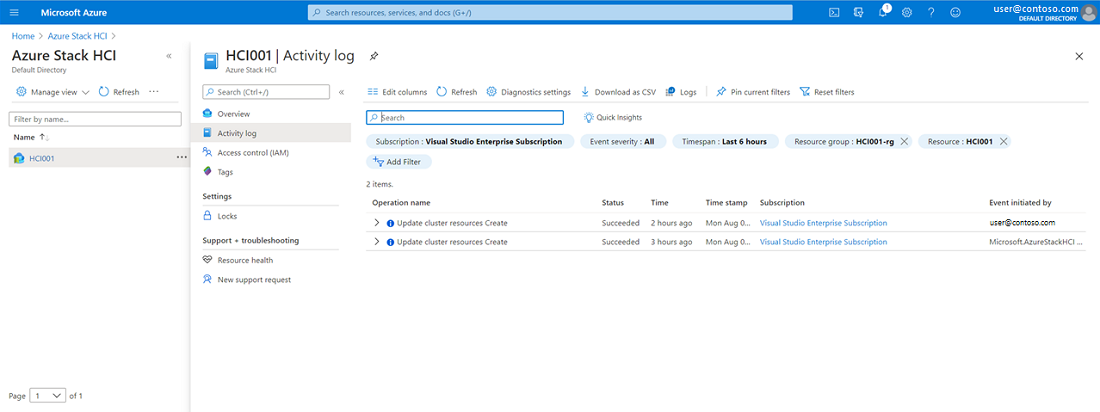 Microsoft Azure
Search resources, services, and docs (G+/)
1
user@contoso.com
DEFAULT DIRECTORY
Home > Azure Stack HCI >
Azure Stack HCI
Default Directory
Manage view
Refresh
Filter by name...
Name
HCI001
Page 1 of 1
HCI001 | Activity log
Azure Stack HCI
Search (Ctrl+/)
Overview
Activity log
Access control (IAM)
Tags
Settings
Locks
Support + troubleshooting
Resource health
New support request
Edit columns Refresh Diagnostics settings Download as CSV Logs Pin current filters Reset filters
Search
Quick Insights
Subscription : Visual Studio Enterprise Subscription Event severity : All Timespan : Last 6 hours Resource group : HCI001-rg Resource : HCI001
Add Filter
2 items.
Operation name Status Time Time stamp Subscription Event initiated by
Update cluster resources Create Succeeded 2 hours ago Mon Aug 0... Visual Studio Enterprise Subscription user@contoso.com
Update cluster resources Create Succeeded 3 hours ago Mon Aug 0... Visual Studio Enterprise Subscription Microsoft.AzureStackHCI ...